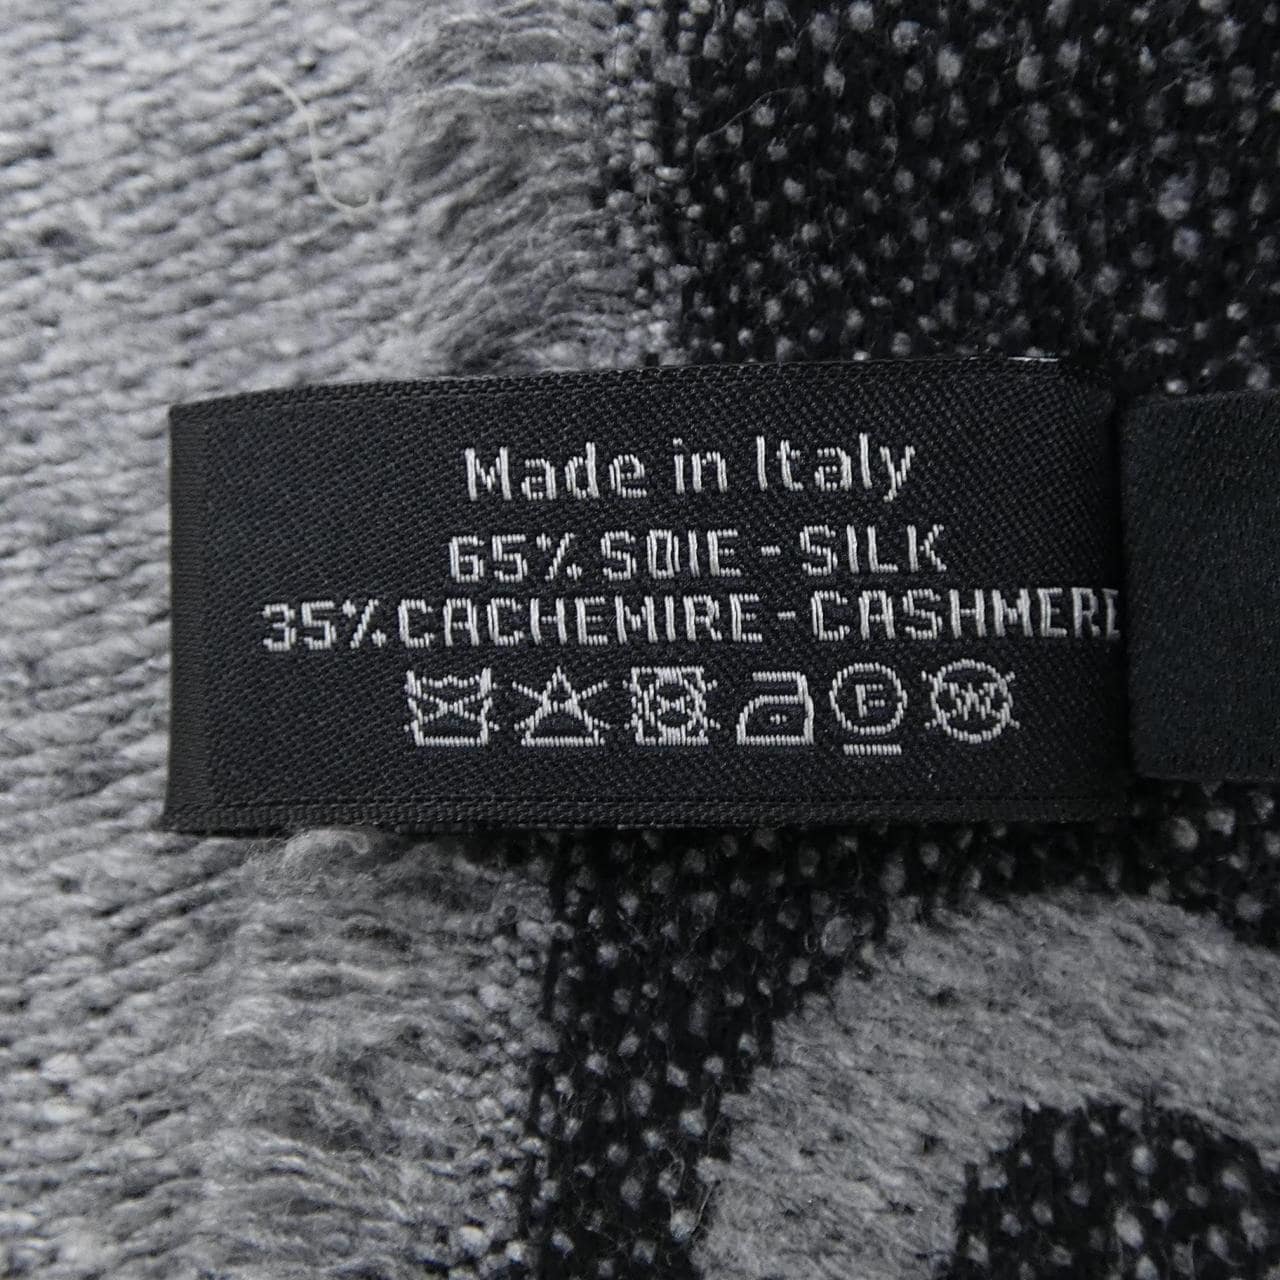 Made in Italy
65% SOIE - SILK
35% CACHEMIRE - CASHMERE
F
W